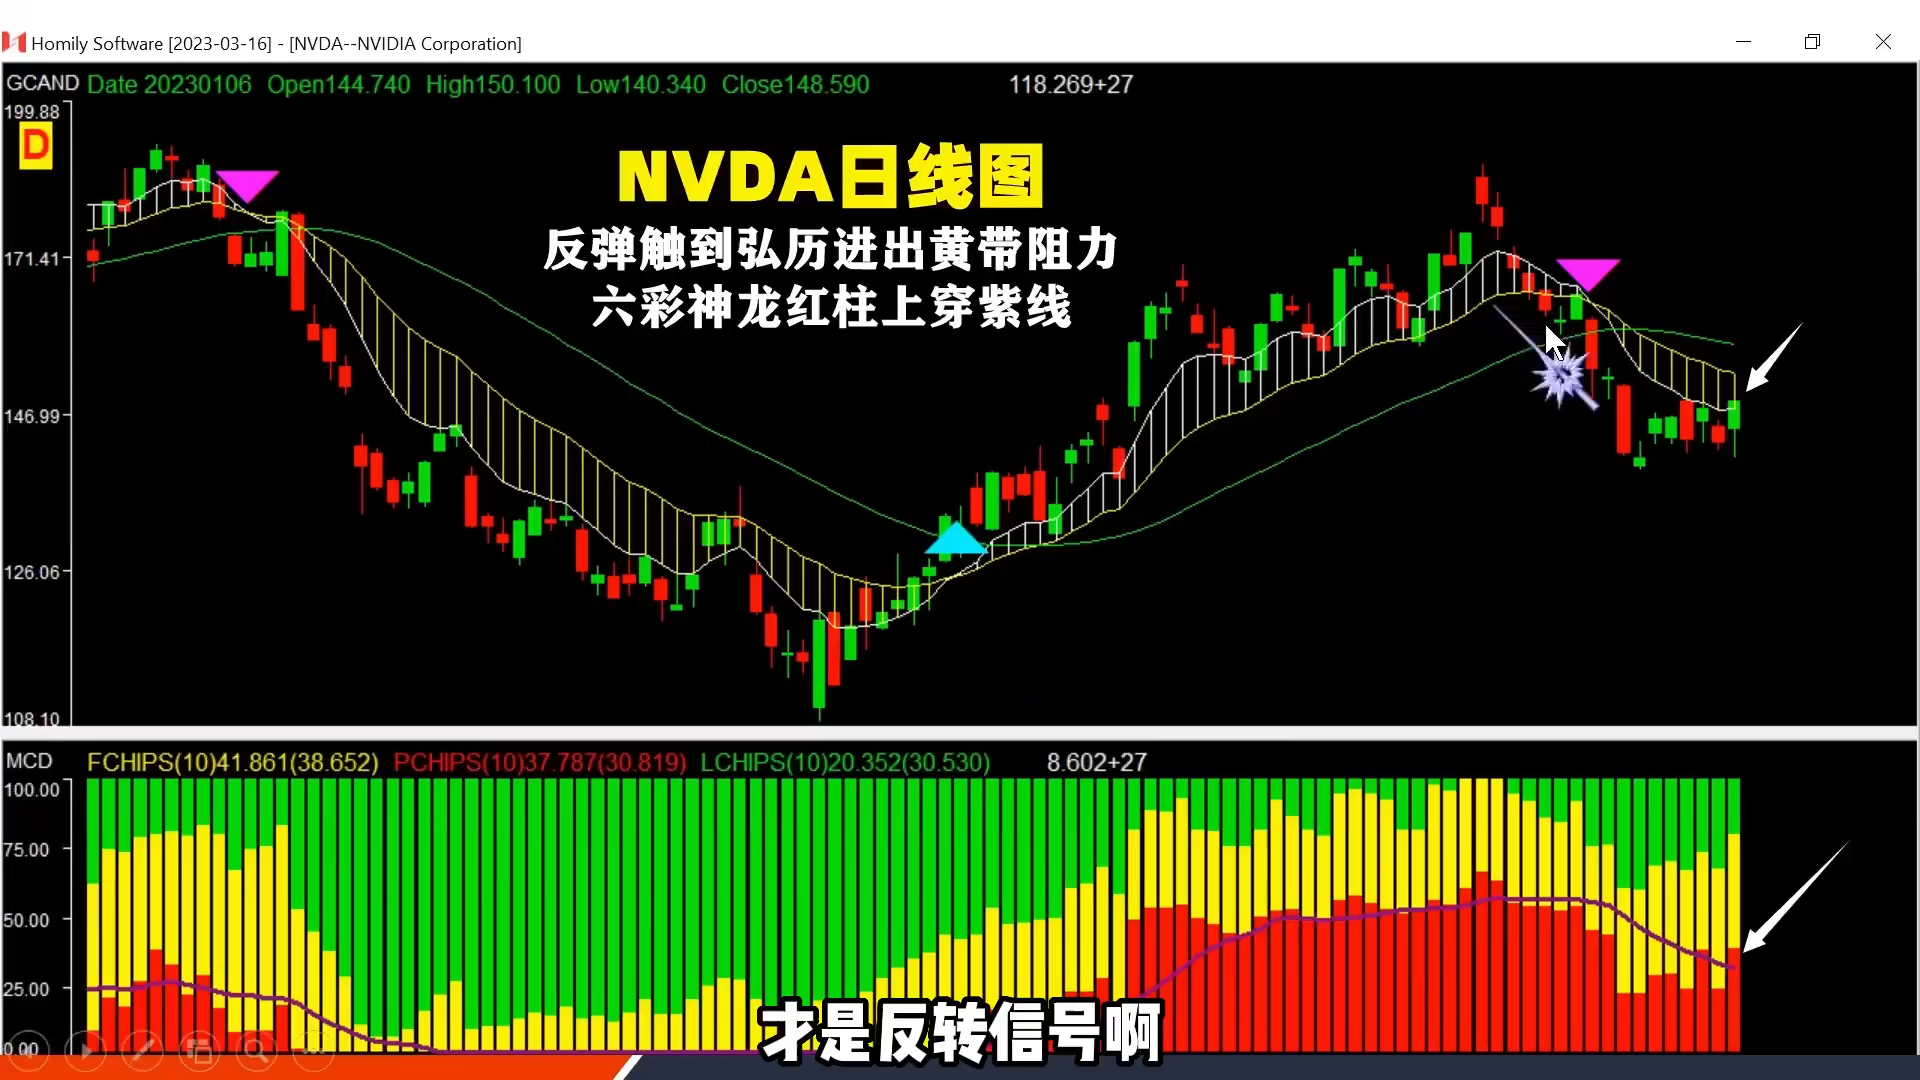 Homily Software [2023-03-16] - [NVDA--NVIDIA Corporation]
GCAND Date 20230106 Open144.740 High150.100 Low140.340 Close148.590 118.269+27
199.88
D
NVDA日线图
反弹触到弘历进出黄带阻力
六彩神龙红柱上穿紫线
171.41
146.99
126.06
108.10
MCD FCHIPS(10)41.861(38.652) PCHIPS(10)37.787(30.819) LCHIPS(10)20.352(30.530) 8.602+27
100.00
75.00
50.00
25.00
0.00
才是反转信号啊